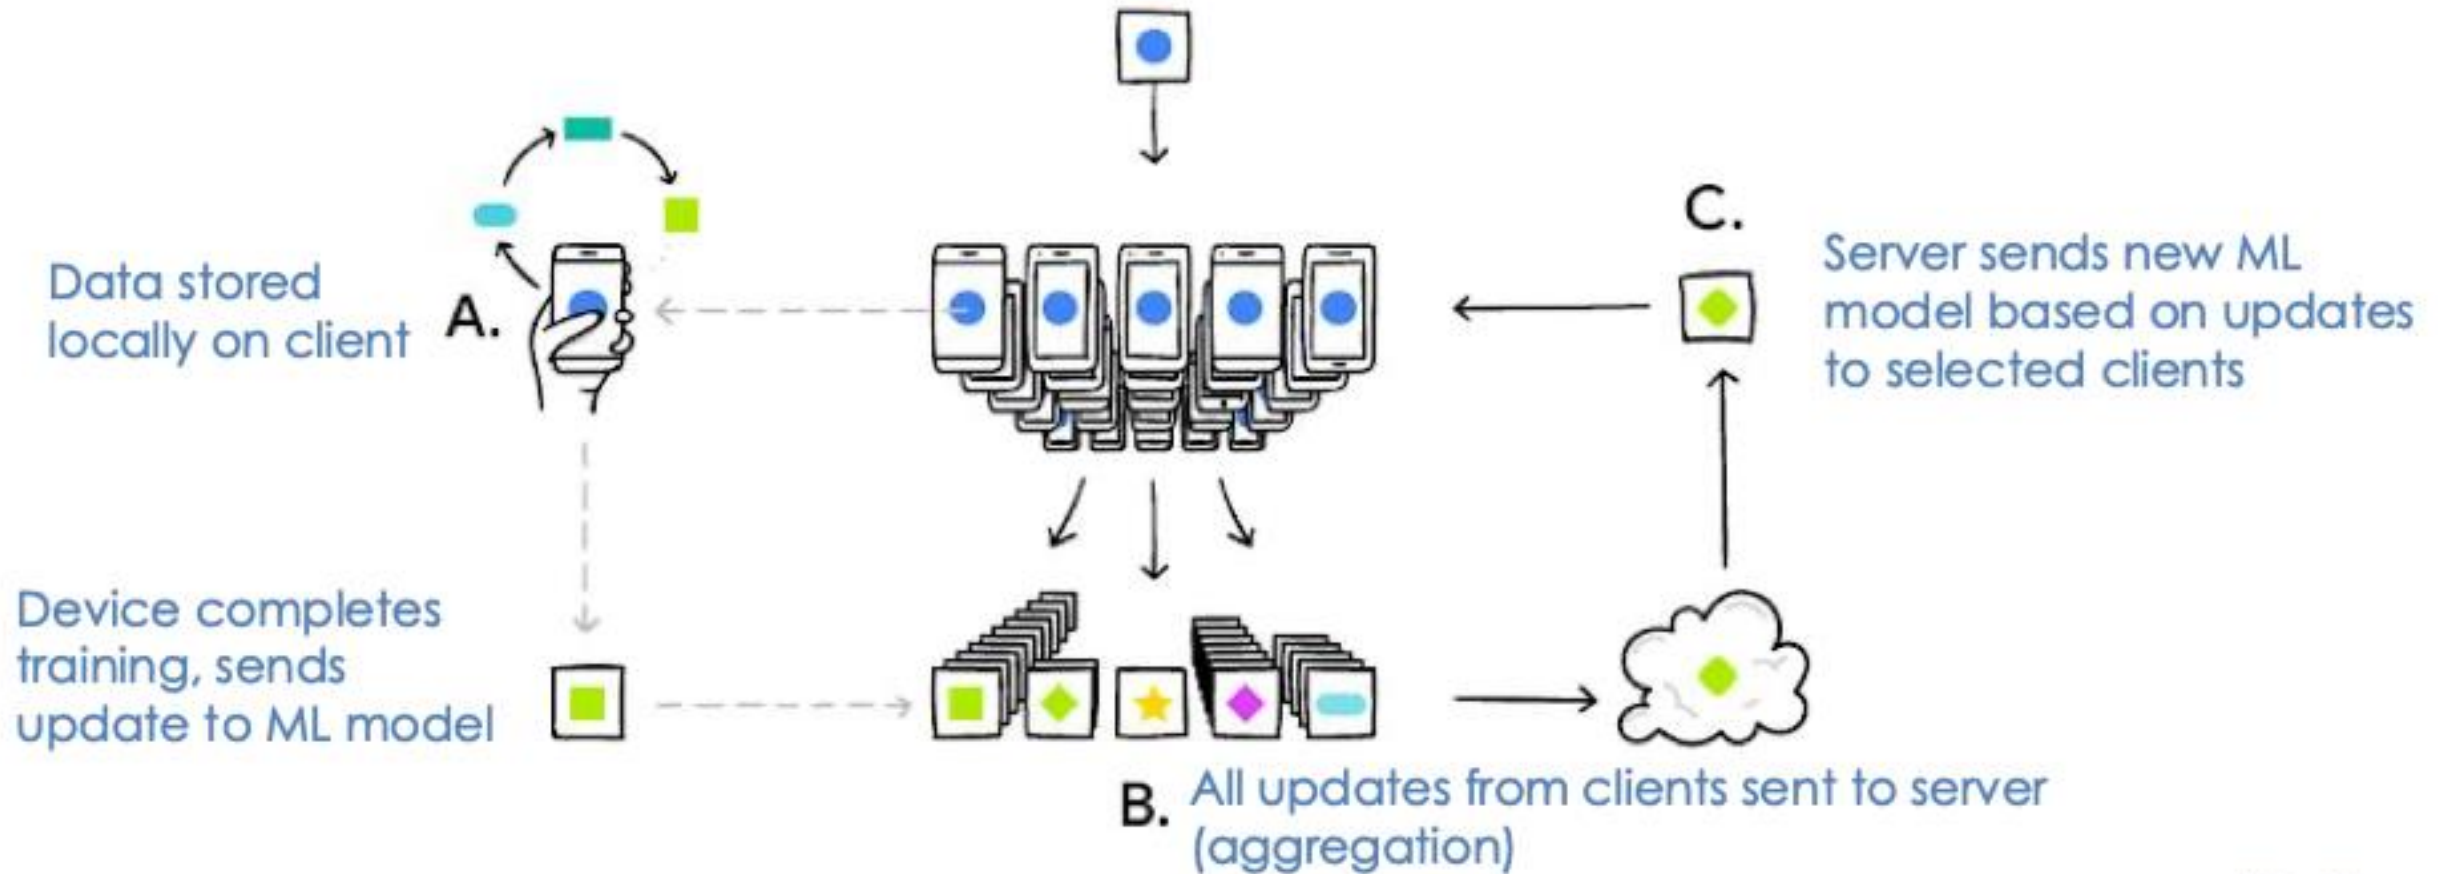 Data stored
locally on client
A.
C.
Server sends new ML
model based on updates
to selected clients
Device completes
training, sends
update to ML model
B.
All updates from clients sent to server
(aggregation)